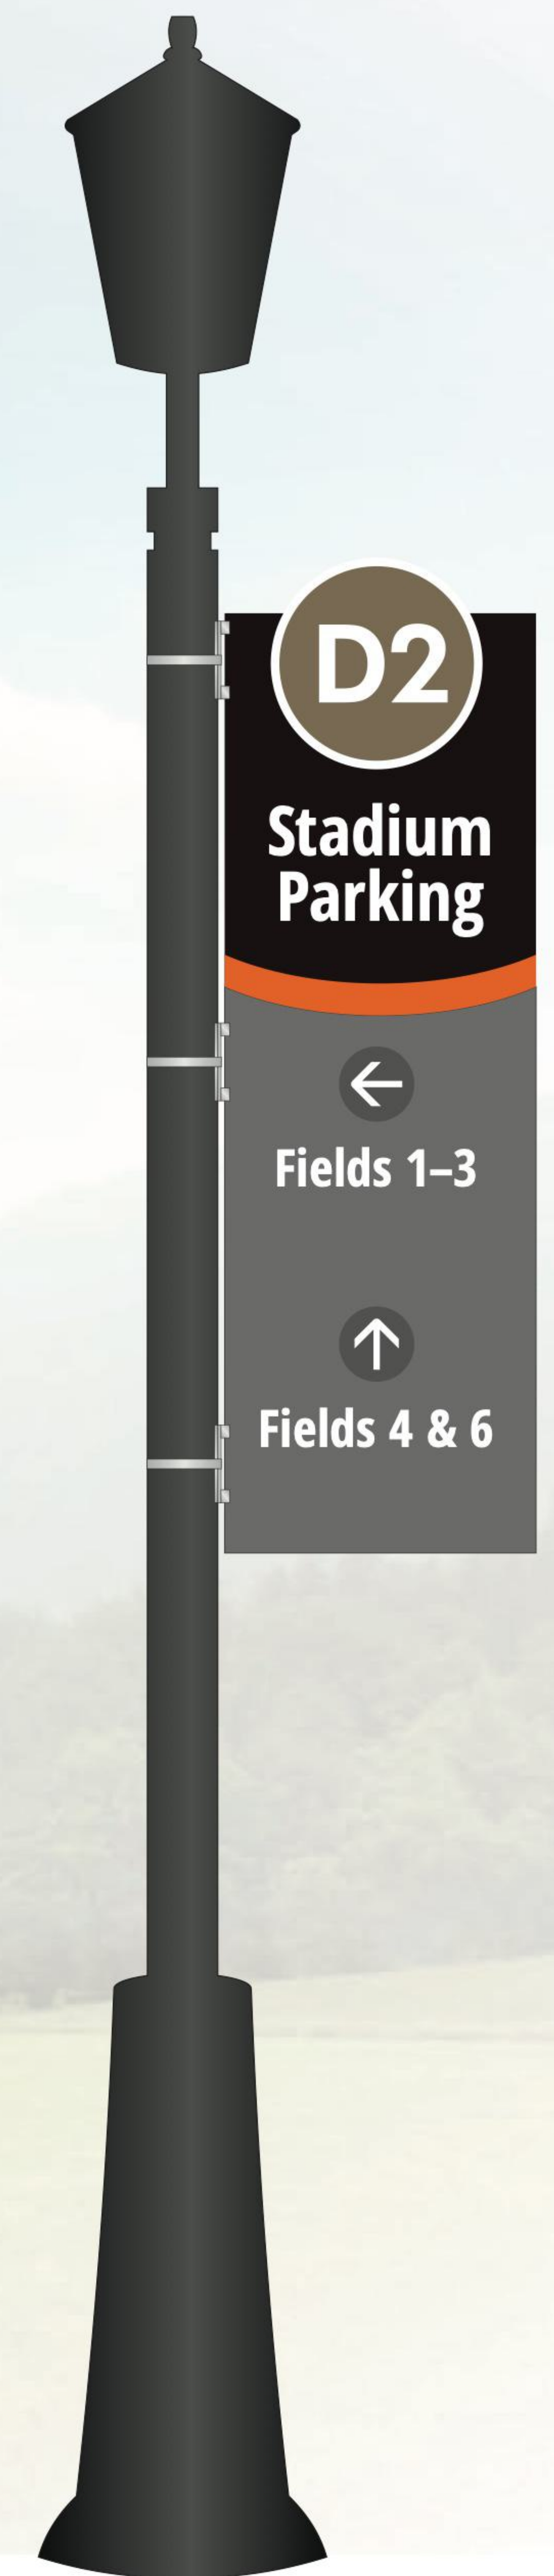 D2
Stadium
Parking
←
Fields 1–3
↑
Fields 4 & 6